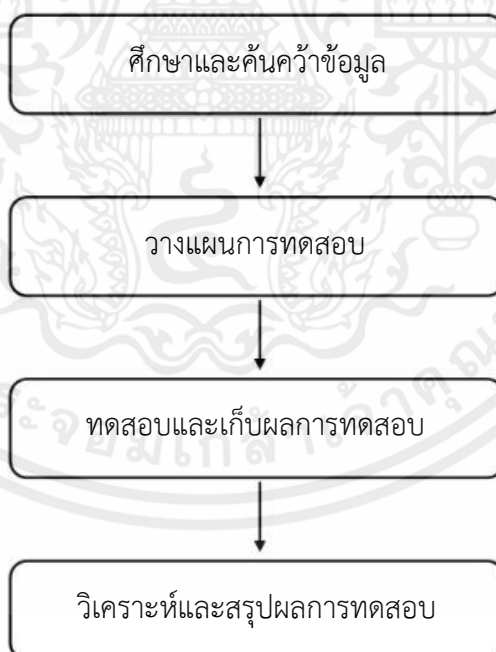 ศึกษาและค้นคว้าข้อมูล
วางแผนการทดสอบ
ทดสอบและเก็บผลการทดสอบ
วิเคราะห์และสรุปผลการทดสอบ